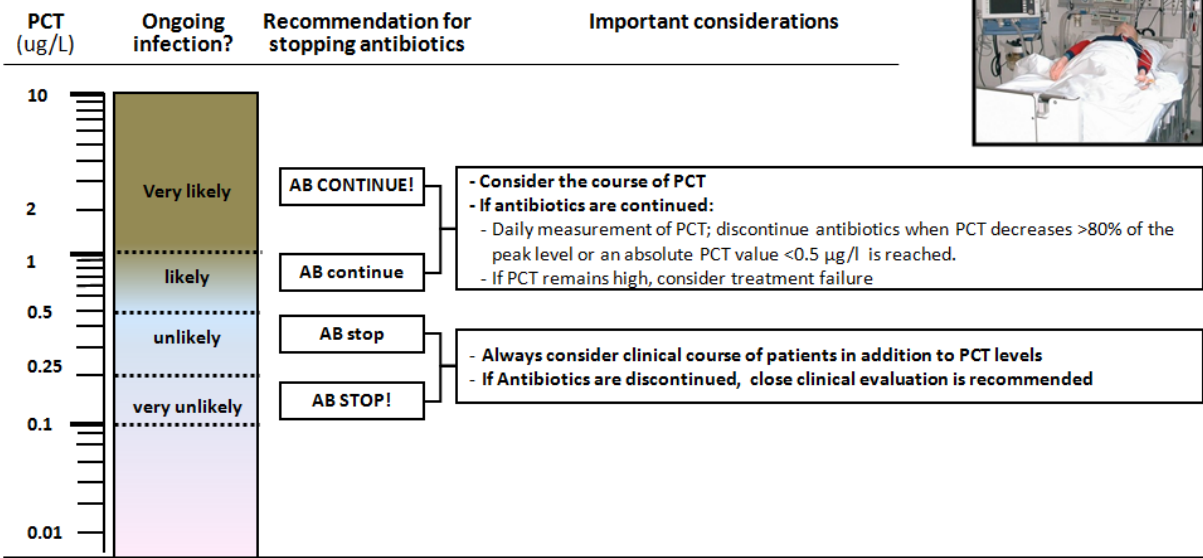 PCT
(ug/L)
Ongoing
infection?
Recommendation for
stopping antibiotics
Important considerations
10
Very likely
AB CONTINUE!
- Consider the course of PCT
- If antibiotics are continued:
- Daily measurement of PCT; discontinue antibiotics when PCT decreases >80% of the
peak level or an absolute PCT value <0.5 µg/l is reached.
- If PCT remains high, consider treatment failure
2
1
likely
AB continue
0.5
unlikely
AB stop
- Always consider clinical course of patients in addition to PCT levels
- If Antibiotics are discontinued, close clinical evaluation is recommended
0.25
very unlikely
AB STOP!
0.1
0.01